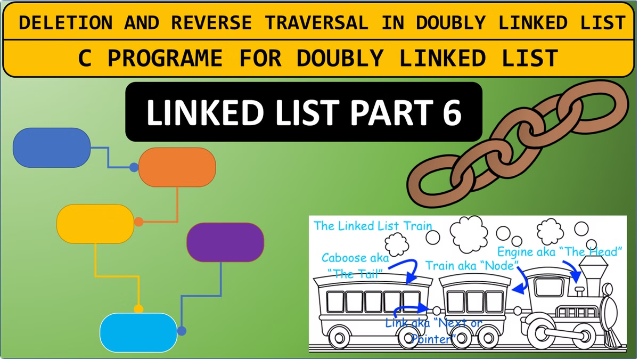 DELETION AND REVERSE TRAVERSAL IN DOUBLY LINKED LIST
C PROGRAME FOR DOUBLY LINKED LIST
LINKED LIST PART 6
The Linked List Train
Caboose aka
"The Tail"
Train aka "Node"
Engine aka "The Head"
Link aka "Next or
Pointer"